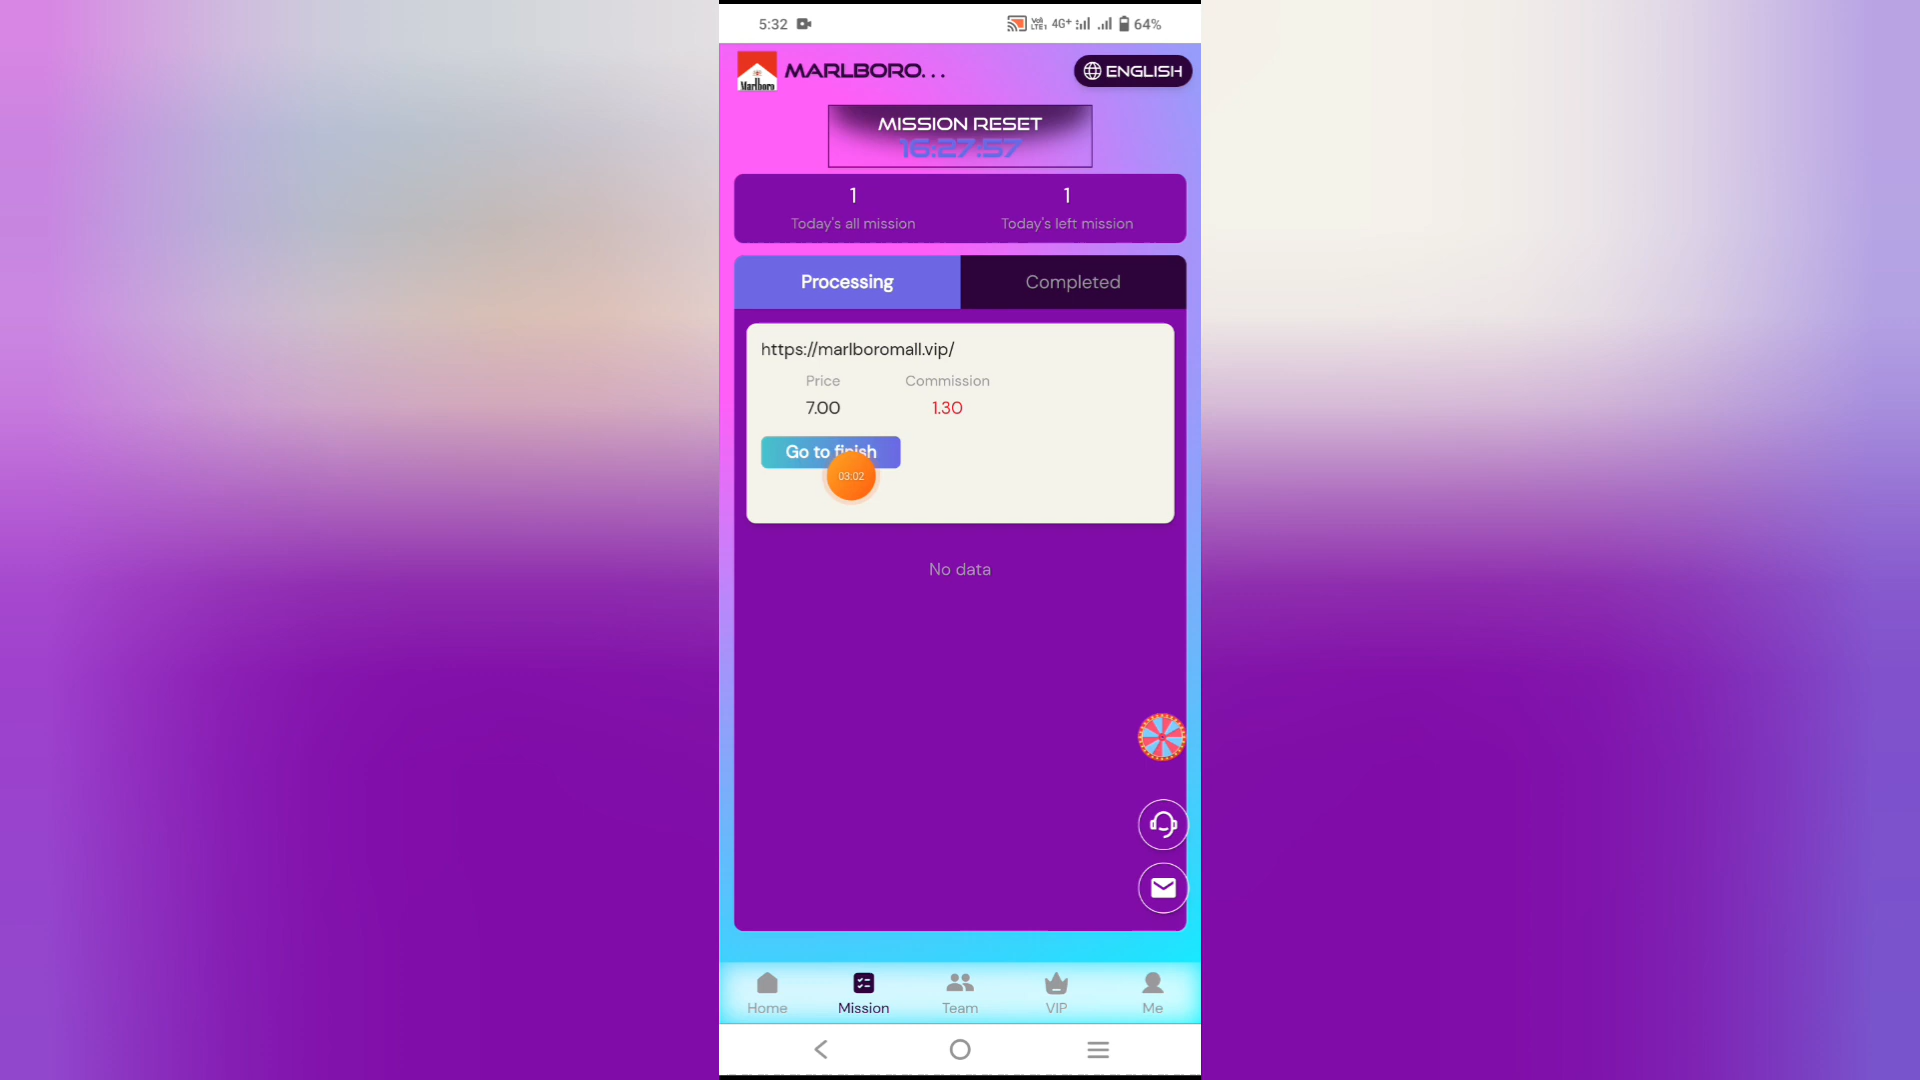 5:32
Vo)) LTE1 4G+ 64%
Marlboro
MARLBORO...
ENGLISH
MISSION RESET
16:27:57
1
1
Today's all mission
Today's left mission
Processing
Completed
https://marlboromall.vip/
Price
Commission
7.00
1.30
Go to finish
03:02
No data
Home
Mission
Team
VIP
Me